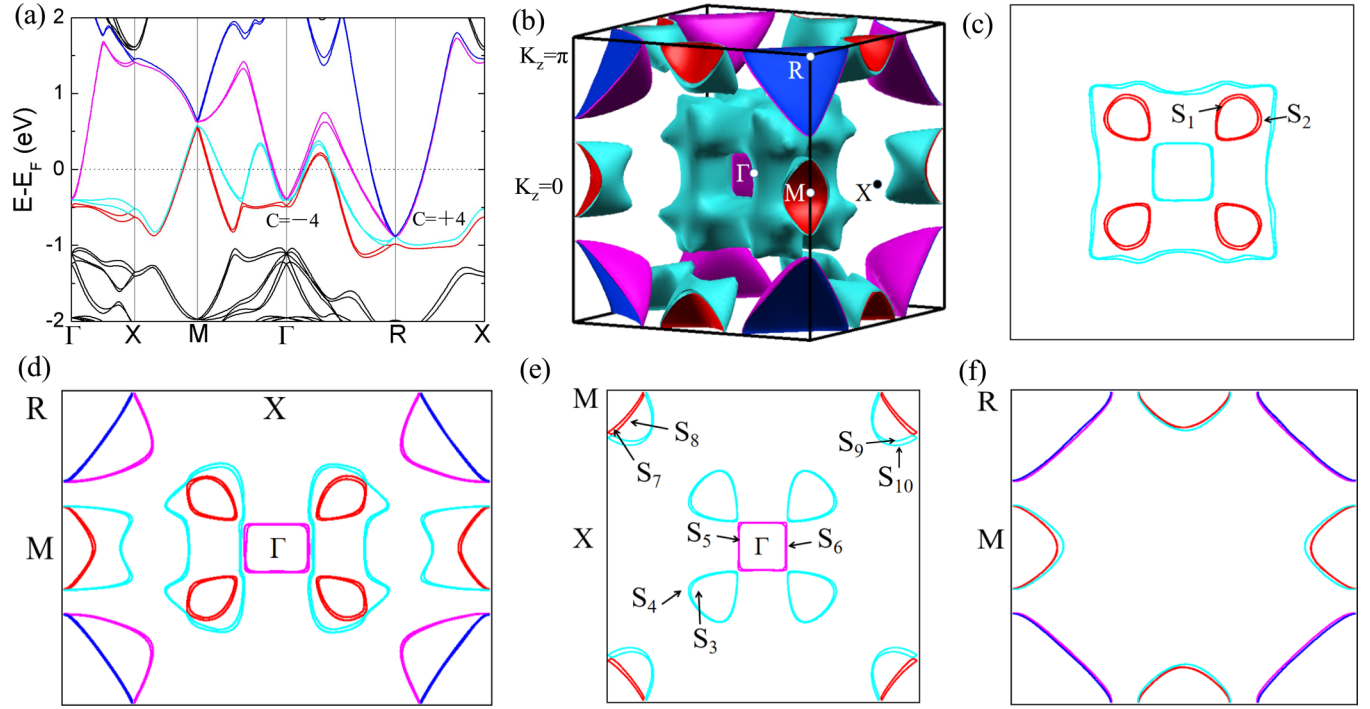 (a)
2
1
0
-1
-2
E-E_F (eV)
C=−4
C=+4
Γ
X
M
Γ
R
X
(b)
K_z=π
K_z=0
R
Γ
M
X
(c)
S_1
S_2
(d)
R
X
M
Γ
(e)
M
X
S_7
S_8
S_9
S_10
S_5
Γ
S_6
S_4
S_3
(f)
R
M